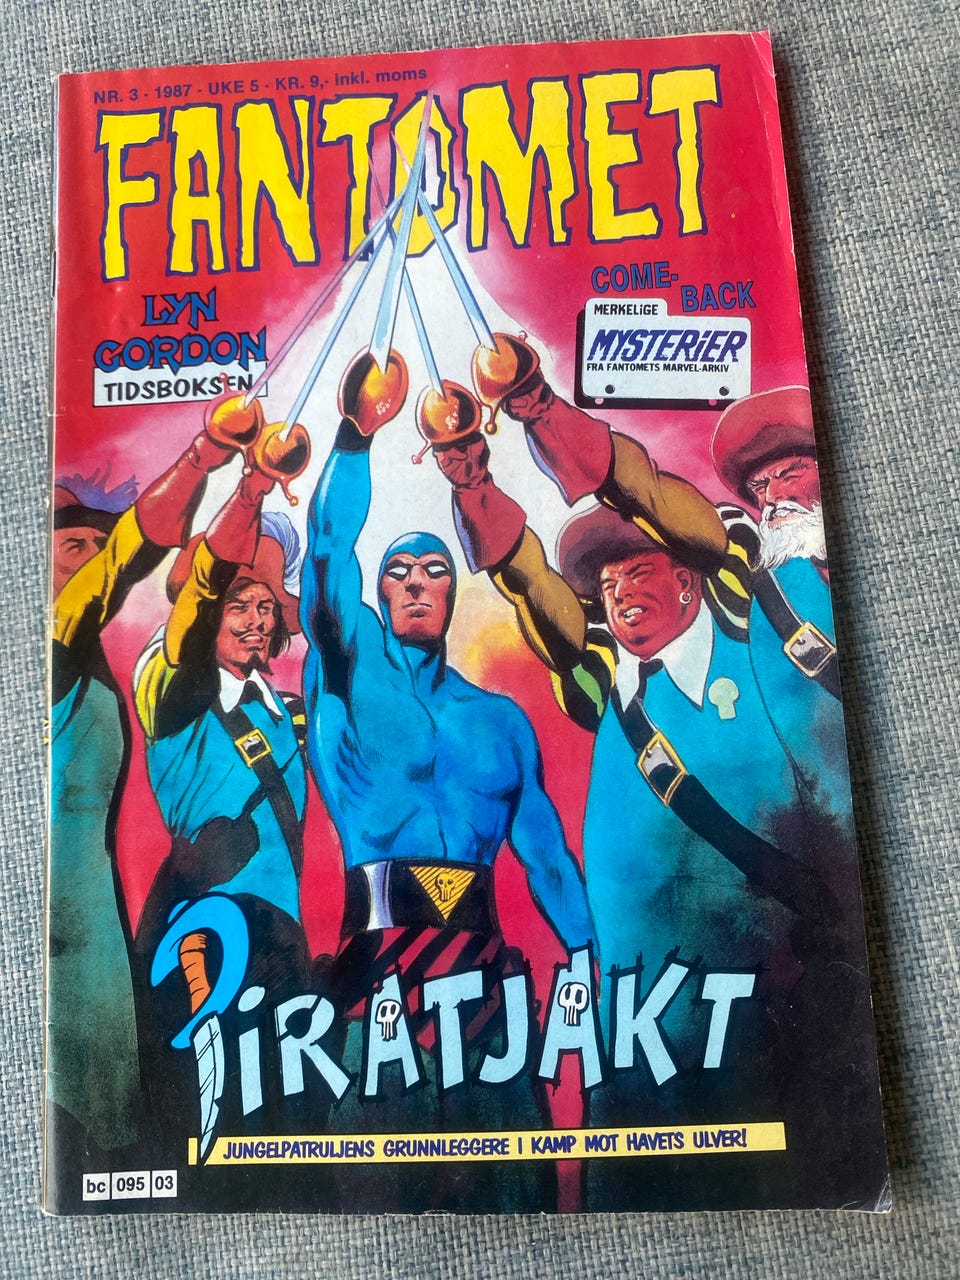 NR. 3 - 1987 - UKE 5 - KR. 9,- inkl. moms
FANTOMET
LYN
GORDON
TIDSBOKSEN
COME-
BACK
MERKELiGE
MYSTERiER
FRA FANTOMETS MARVEL-ARKIV
PiRATJAKT
JUNGELPATRULJENS GRUNNLEGGERE I KAMP MOT HAVETS ULVER!
bc 095 03